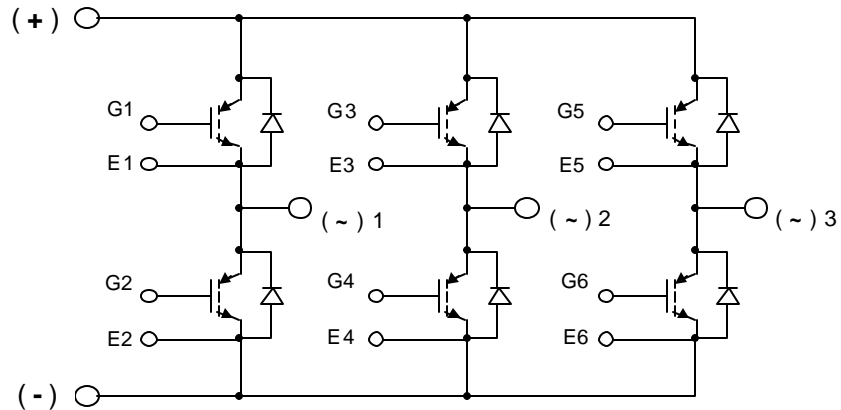 (+)
G1 G3 G5
E1 E3 E5
(~) 1 (~) 2 (~) 3
G2 G4 G6
E2 E4 E6
(-)